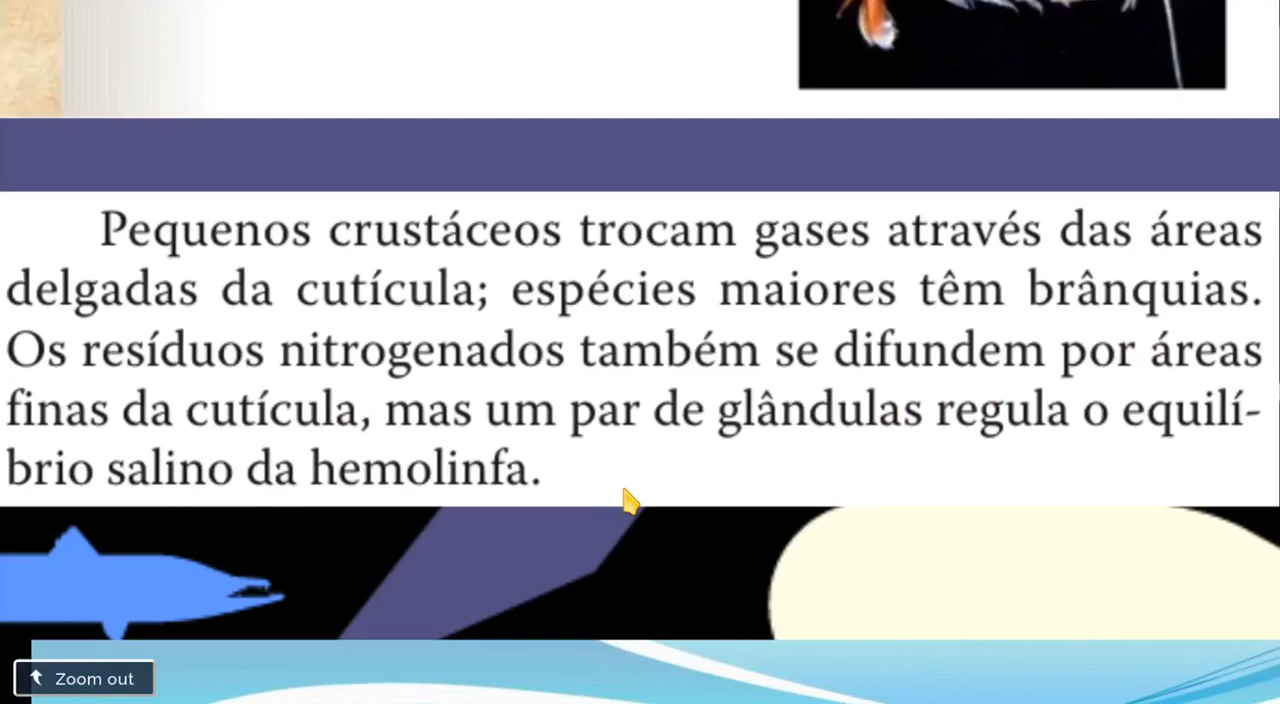 Pequenos crustáceos trocam gases através das áreas
delgadas da cutícula; espécies maiores têm brânquias.
Os resíduos nitrogenados também se difundem por áreas
finas da cutícula, mas um par de glândulas regula o equilí-
brio salino da hemolinfa.
Zoom out